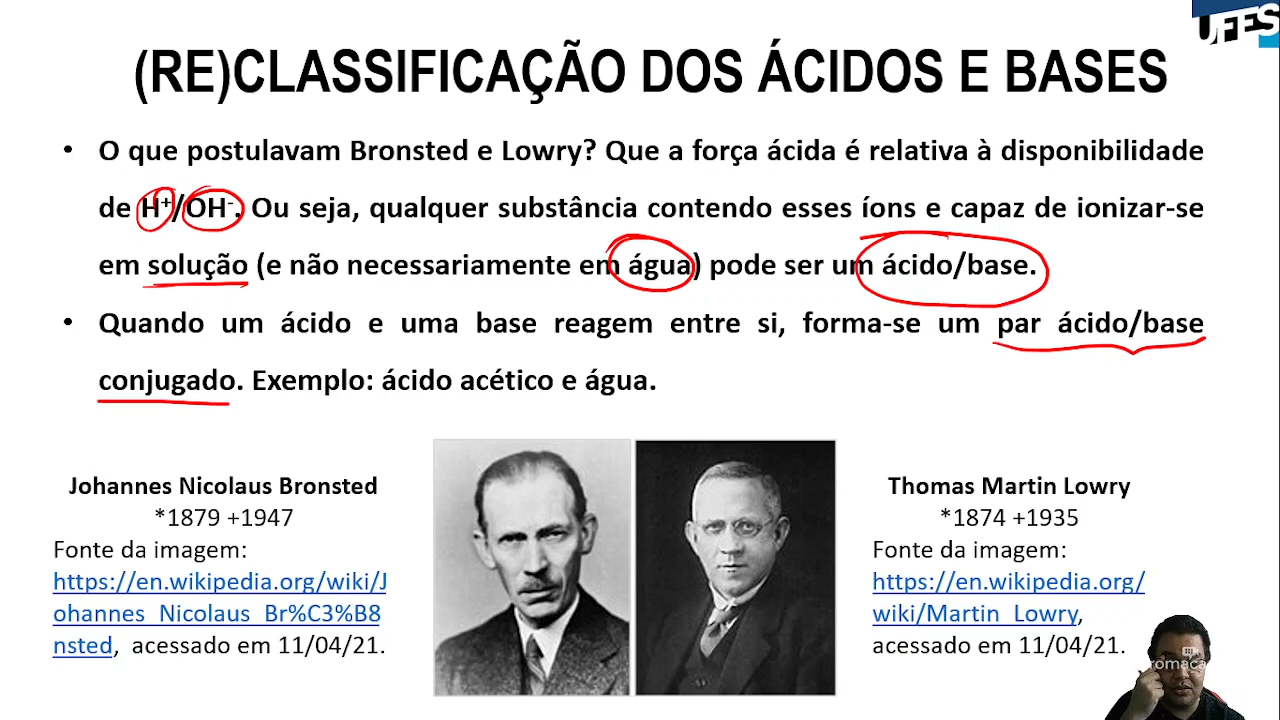 UFES
(RE)CLASSIFICAÇÃO DOS ÁCIDOS E BASES
• O que postulavam Bronsted e Lowry? Que a força ácida é relativa à disponibilidade
de H⁺/OH⁻. Ou seja, qualquer substância contendo esses íons e capaz de ionizar-se
em solução (e não necessariamente em água) pode ser um ácido/base.
• Quando um ácido e uma base reagem entre si, forma-se um par ácido/base
conjugado. Exemplo: ácido acético e água.
Johannes Nicolaus Bronsted
*1879 +1947
Fonte da imagem:
https://en.wikipedia.org/wiki/J
ohannes_Nicolaus_Br%C3%B8
nsted, acessado em 11/04/21.
Thomas Martin Lowry
*1874 +1935
Fonte da imagem:
https://en.wikipedia.org/
wiki/Martin_Lowry,
acessado em 11/04/21.